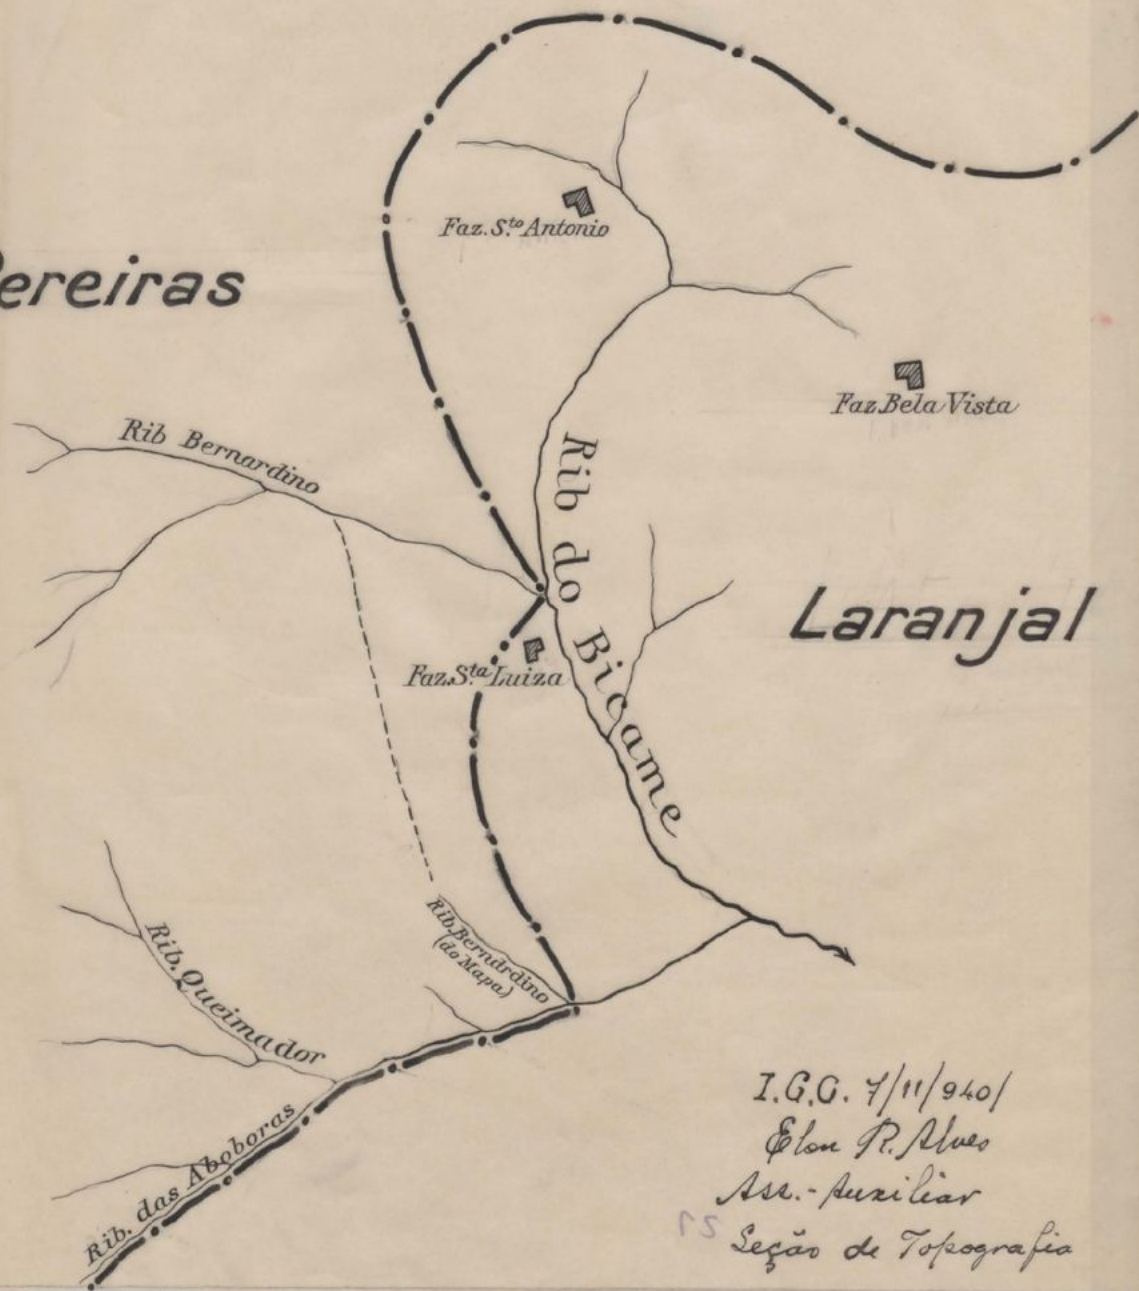 Faz. S.to Antonio
ereiras
Faz. Bela Vista
Rib Bernardino
Rib do Bicame
Laranjal
Faz. S.ta Luiza
Rib. Bernardino
(do Mapa)
Rib. Queimador
Rib. das Aboboras
I.G.G. 7/11/940/
Elon R. Alves
Ass.-Auxiliar
Seção de Topografia